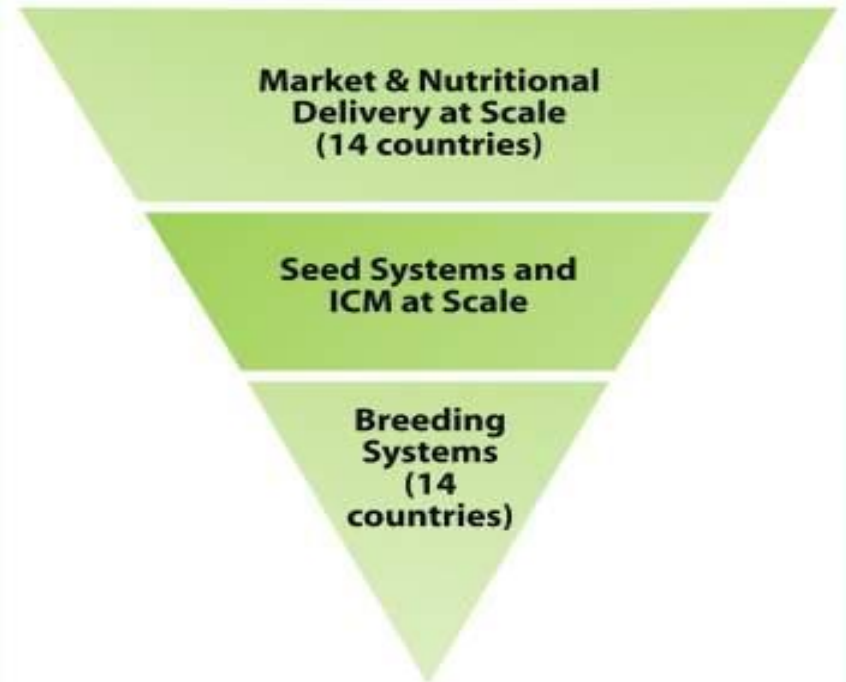 Market & Nutritional
Delivery at Scale
(14 countries)
Seed Systems and
ICM at Scale
Breeding
Systems
(14
countries)